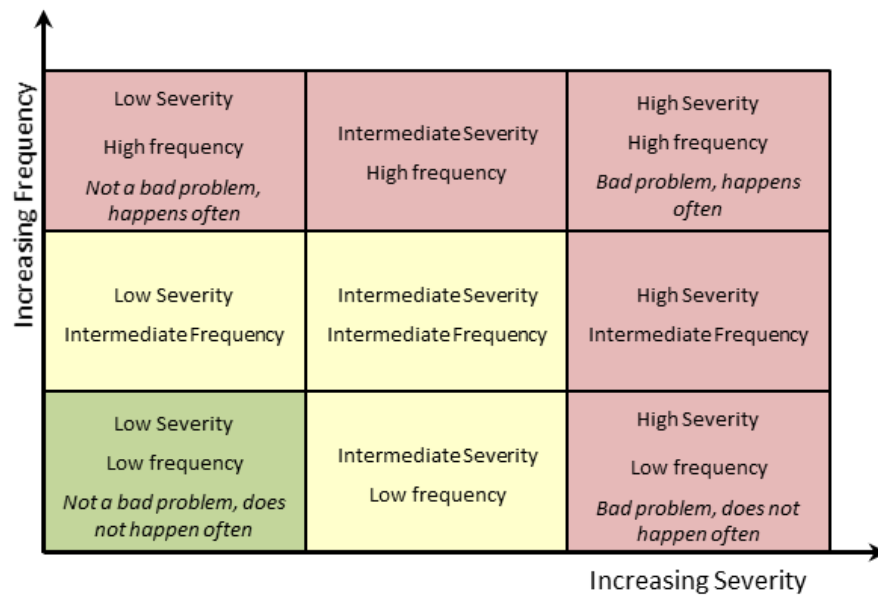 Increasing Frequency
Low Severity
High frequency
Not a bad problem,
happens often
Intermediate Severity
High frequency
High Severity
High frequency
Bad problem, happens
often
Low Severity
Intermediate Frequency
Intermediate Severity
Intermediate Frequency
High Severity
Intermediate Frequency
Low Severity
Low frequency
Not a bad problem, does
not happen often
Intermediate Severity
Low frequency
High Severity
Low frequency
Bad problem, does not
happen often
Increasing Severity